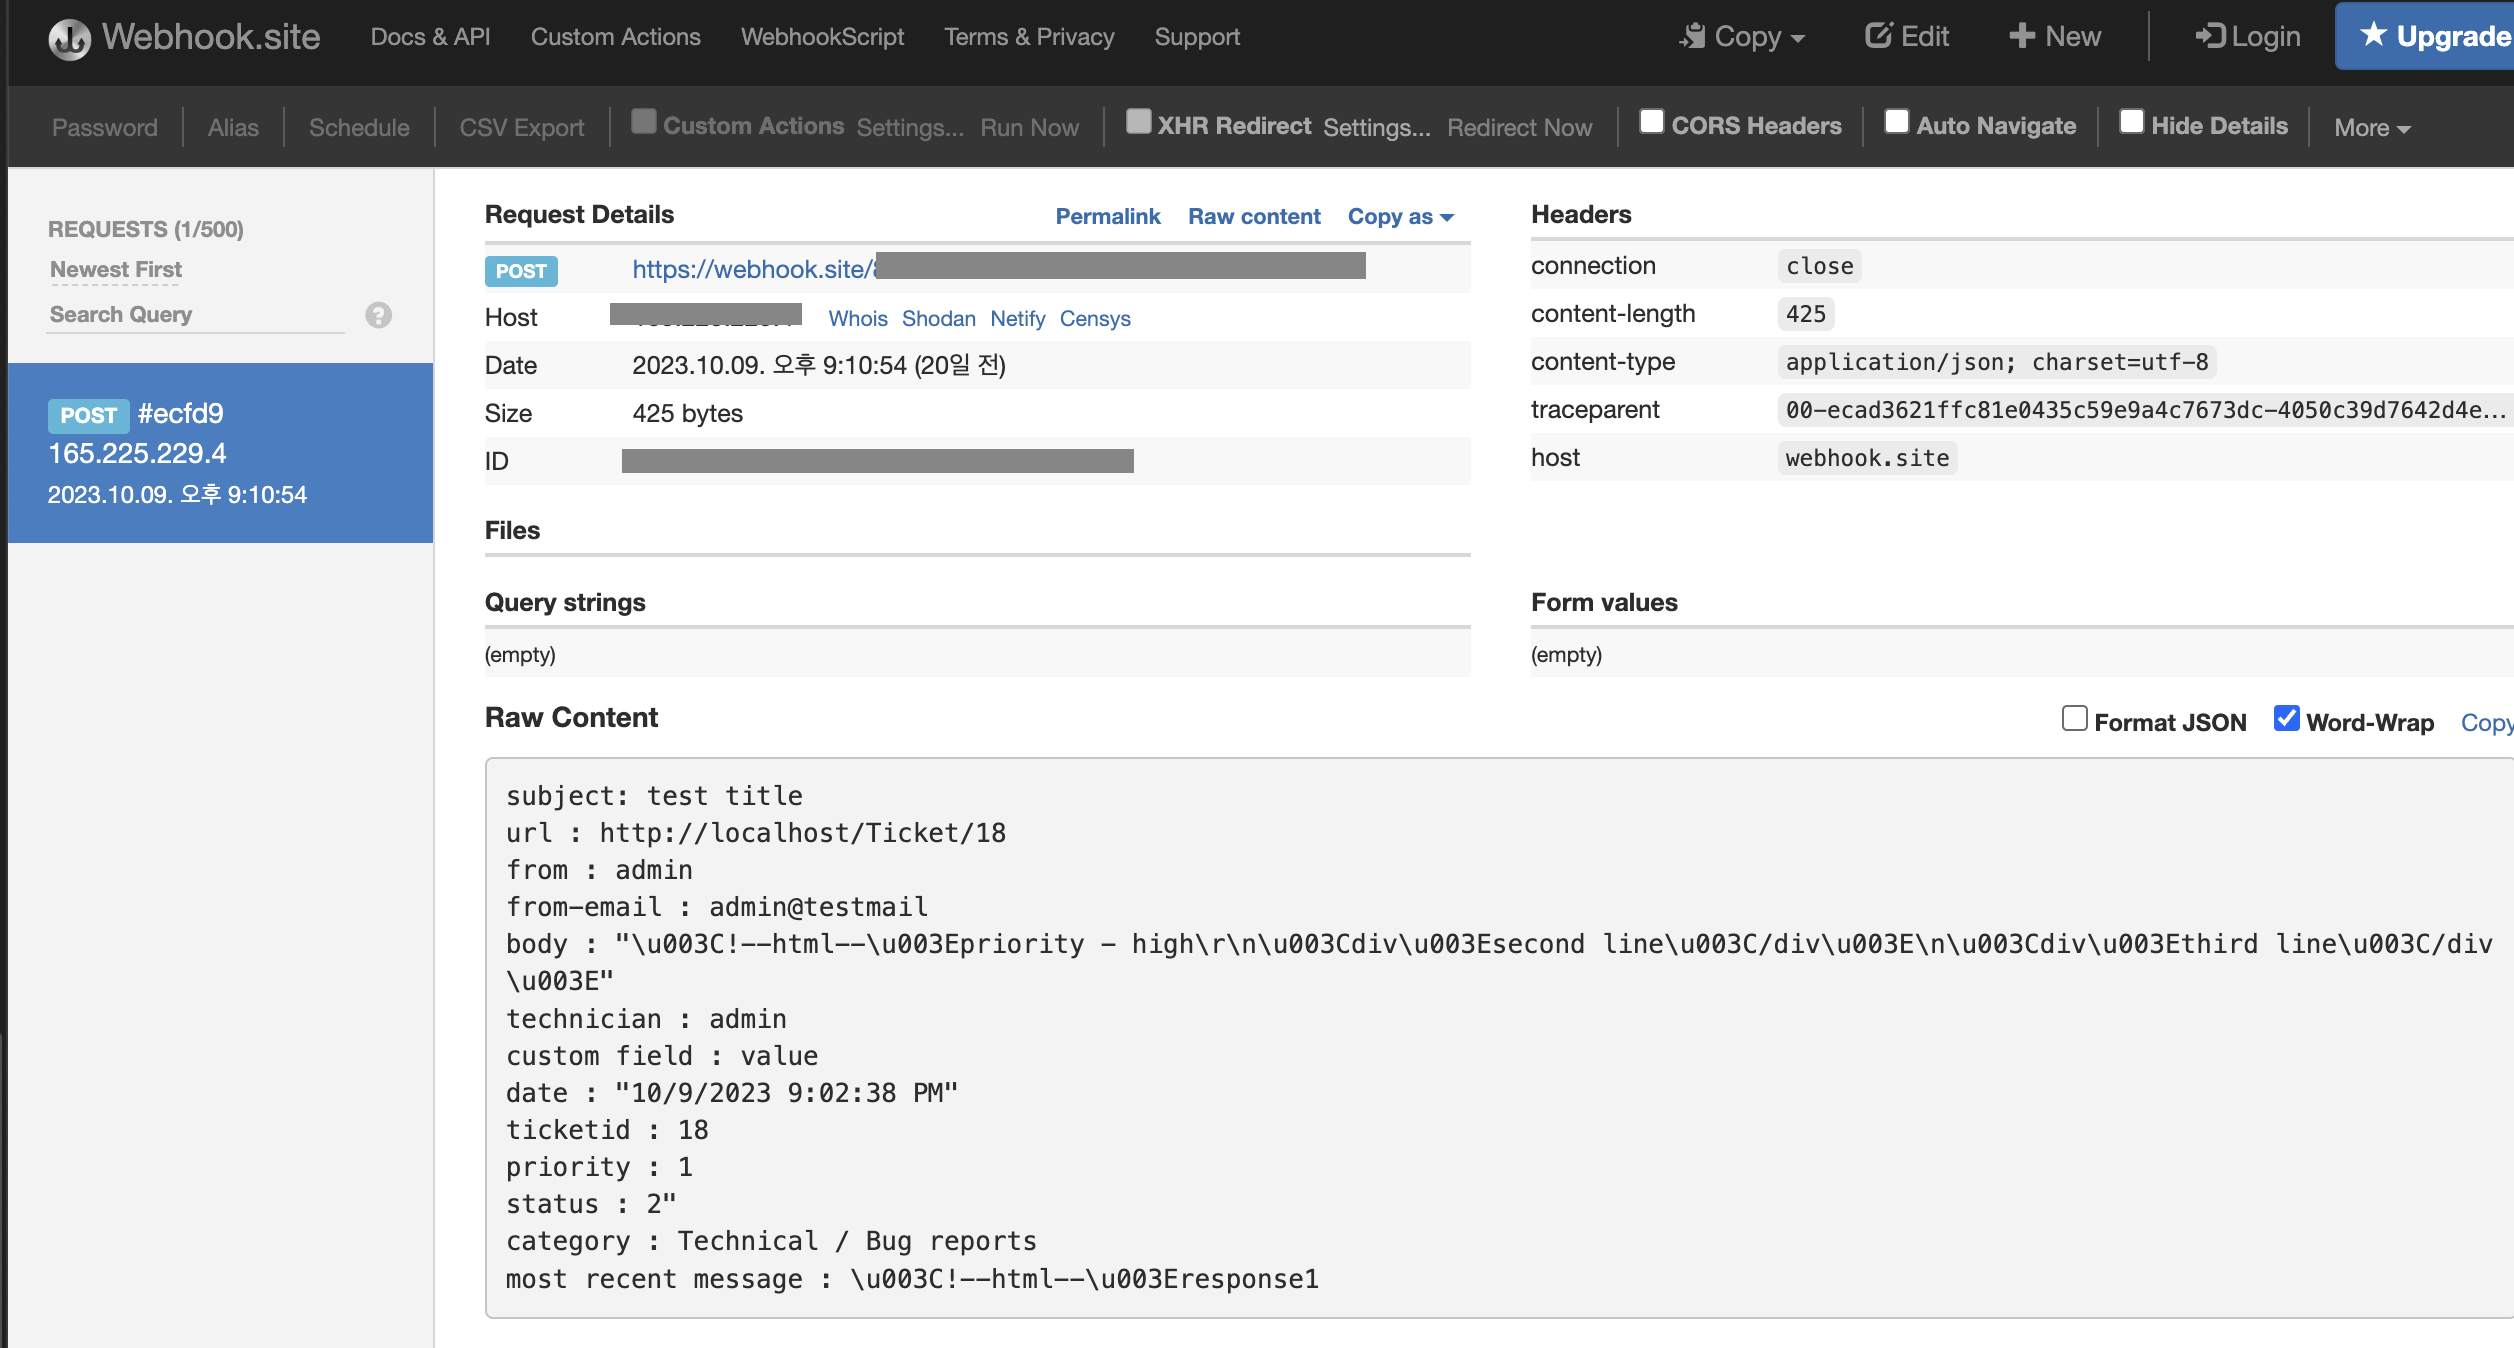 Webhook.site Docs & API Custom Actions WebhookScript Terms & Privacy Support Copy Edit New Login Upgrade
Password Alias Schedule CSV Export Custom Actions Settings... Run Now XHR Redirect Settings... Redirect Now CORS Headers Auto Navigate Hide Details More
REQUESTS (1/500)
Newest First
Search Query ?
POST #ecfd9
165.225.229.4
2023.10.09. 오후 9:10:54
Request Details Permalink Raw content Copy as
POST https://webhook.site/
Host Whois Shodan Netify Censys
Date 2023.10.09. 오후 9:10:54 (20일 전)
Size 425 bytes
ID
Headers
connection close
content-length 425
content-type application/json; charset=utf-8
traceparent 00-ecad3621ffc81e0435c59e9a4c7673dc-4050c39d7642d4e...
host webhook.site
Files
Query strings
(empty)
Form values
(empty)
Raw Content Format JSON Word-Wrap Copy
subject: test title
url : http://localhost/Ticket/18
from : admin
from-email : admin@testmail
body : "\u003C!--html--\u003Epriority - high\r\n\u003Cdiv\u003Esecond line\u003C/div\u003E\n\u003Cdiv\u003Ethird line\u003C/div
\u003E"
technician : admin
custom field : value
date : "10/9/2023 9:02:38 PM"
ticketid : 18
priority : 1
status : 2"
category : Technical / Bug reports
most recent message : \u003C!--html--\u003Eresponse1